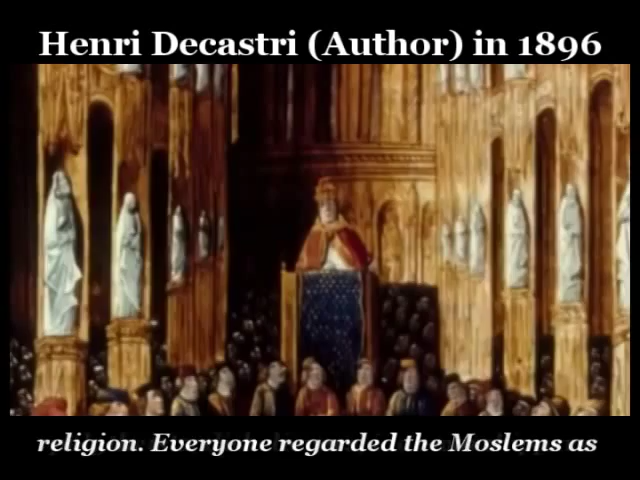 Henri Decastri (Author) in 1896
religion. Everyone regarded the Moslems as